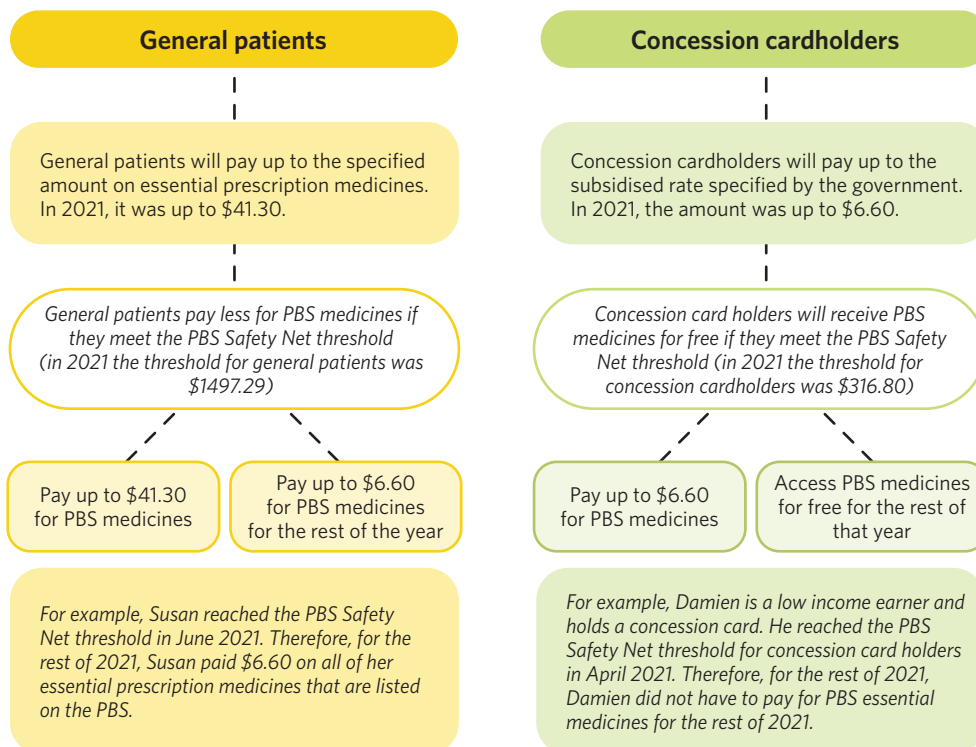 General patients
General patients will pay up to the specified
amount on essential prescription medicines.
In 2021, it was up to $41.30.
General patients pay less for PBS medicines if
they meet the PBS Safety Net threshold
(in 2021 the threshold for general patients was
$1497.29)
Pay up to $41.30
for PBS medicines
Pay up to $6.60
for PBS medicines
for the rest of the year
For example, Susan reached the PBS Safety
Net threshold in June 2021. Therefore, for the
rest of 2021, Susan paid $6.60 on all of her
essential prescription medicines that are listed
on the PBS.
Concession cardholders
Concession cardholders will pay up to the
subsidised rate specified by the government.
In 2021, the amount was up to $6.60.
Concession card holders will receive PBS
medicines for free if they meet the PBS Safety
Net threshold (in 2021 the threshold for
concession cardholders was $316.80)
Pay up to $6.60
for PBS medicines
Access PBS medicines
for free for the rest of
that year
For example, Damien is a low income earner and
holds a concession card. He reached the PBS
Safety Net threshold for concession card holders
in April 2021. Therefore, for the rest of 2021,
Damien did not have to pay for PBS essential
medicines for the rest of 2021.